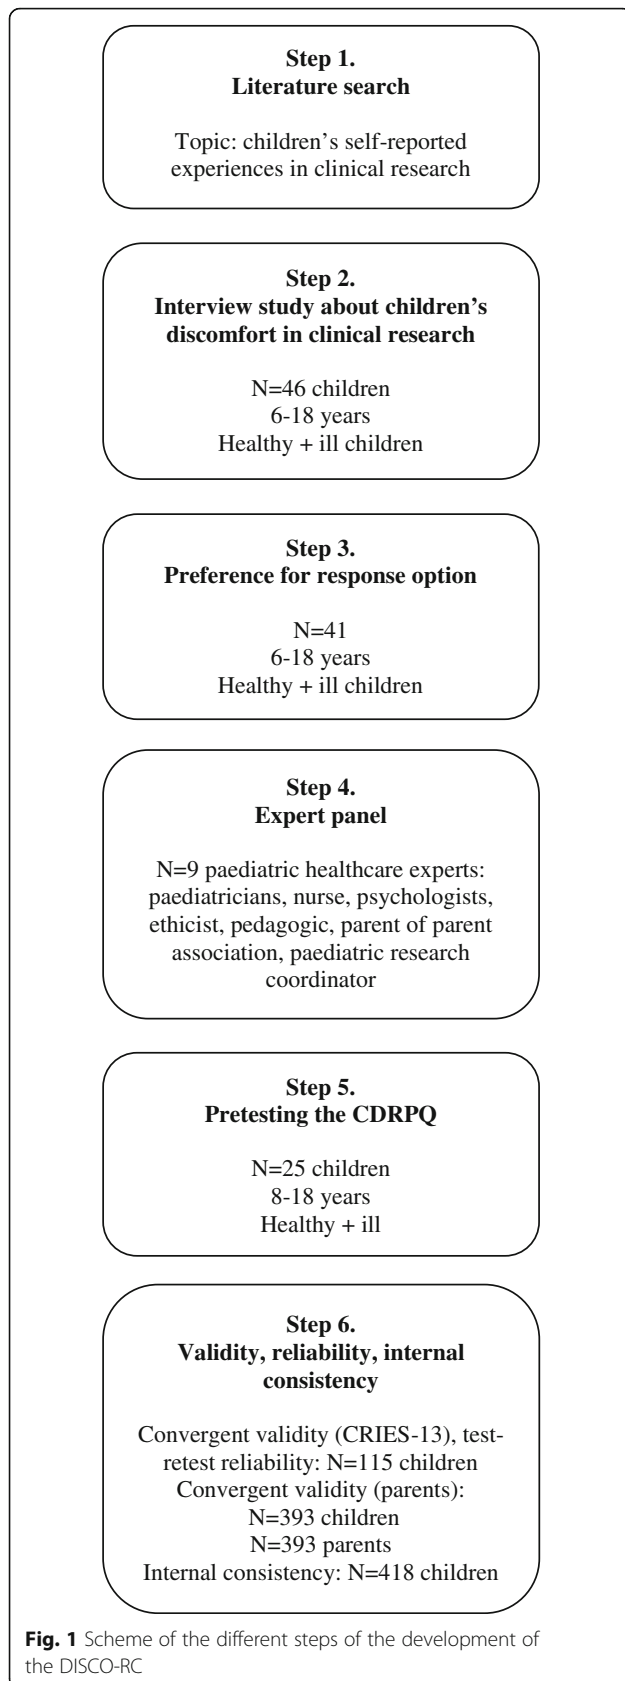 Step 1.
Literature search
Topic: children’s self-reported
experiences in clinical research
Step 2.
Interview study about children’s
discomfort in clinical research
N=46 children
6-18 years
Healthy + ill children
Step 3.
Preference for response option
N=41
6-18 years
Healthy + ill children
Step 4.
Expert panel
N=9 paediatric healthcare experts:
paediatricians, nurse, psychologists,
ethicist, pedagogic, parent of parent
association, paediatric research
coordinator
Step 5.
Pretesting the CDRPQ
N=25 children
8-18 years
Healthy + ill
Step 6.
Validity, reliability, internal
consistency
Convergent validity (CRIES-13), test-
retest reliability: N=115 children
Convergent validity (parents):
N=393 children
N=393 parents
Internal consistency: N=418 children
Fig. 1 Scheme of the different steps of the development of
the DISCO-RC